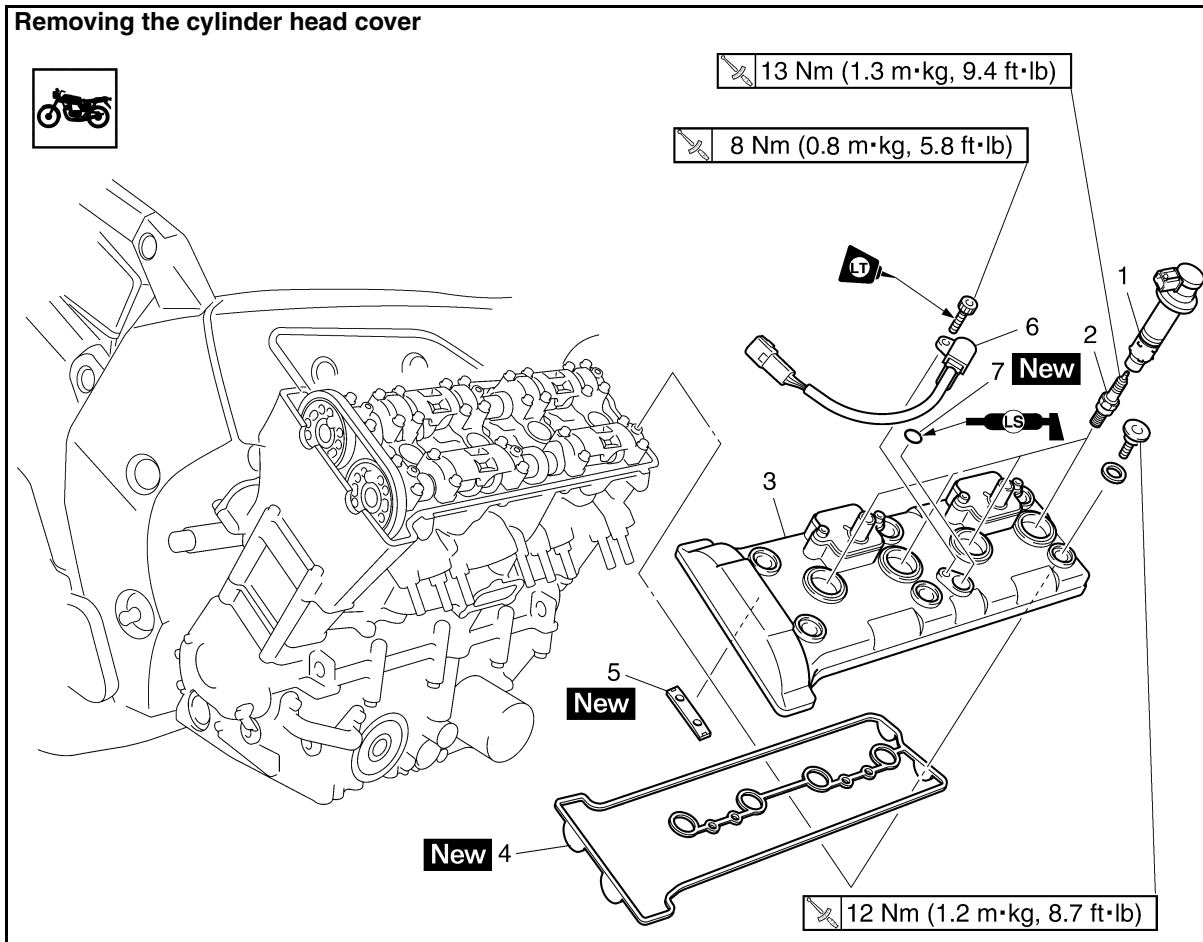 Removing the cylinder head cover
13 Nm (1.3 m·kg, 9.4 ft·lb)
8 Nm (0.8 m·kg, 5.8 ft·lb)
LT
1
6
2
7 New
LS
3
5
New
New 4
12 Nm (1.2 m·kg, 8.7 ft·lb)